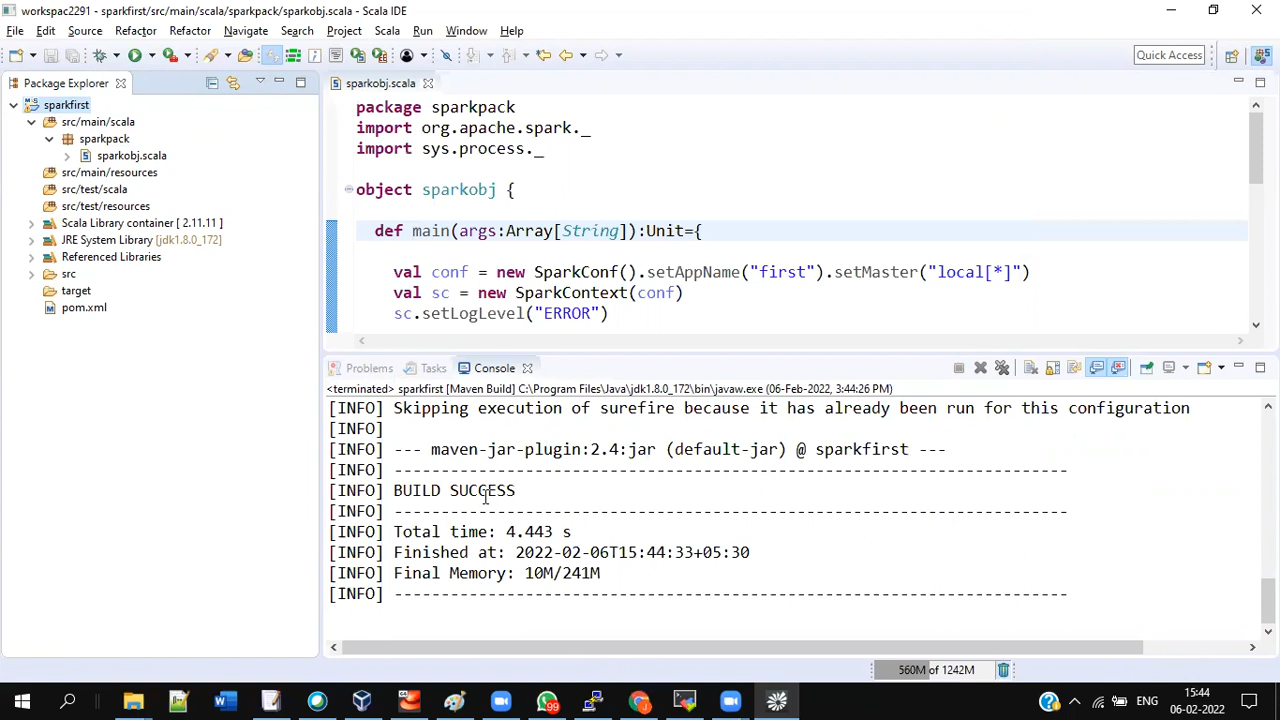 workspac2291 - sparkfirst/src/main/scala/sparkpack/sparkobj.scala - Scala IDE
File Edit Source Refactor Refactor Navigate Search Project Scala Run Window Help
Quick Access
Package Explorer
sparkfirst
src/main/scala
sparkpack
sparkobj.scala
src/main/resources
src/test/scala
src/test/resources
Scala Library container [ 2.11.11 ]
JRE System Library [jdk1.8.0_172]
Referenced Libraries
src
target
pom.xml
sparkobj.scala
package sparkpack
import org.apache.spark._
import sys.process._
object sparkobj {
def main(args:Array[String]):Unit={
val conf = new SparkConf().setAppName("first").setMaster("local[*]")
val sc = new SparkContext(conf)
sc.setLogLevel("ERROR")
Problems Tasks Console
<terminated> sparkfirst [Maven Build] C:\Program Files\Java\jdk1.8.0_172\bin\javaw.exe (06-Feb-2022, 3:44:26 PM)
[INFO] Skipping execution of surefire because it has already been run for this configuration
[INFO]
[INFO] --- maven-jar-plugin:2.4:jar (default-jar) @ sparkfirst ---
[INFO] ------------------------------------------------------------------------
[INFO] BUILD SUCCESS
[INFO] ------------------------------------------------------------------------
[INFO] Total time: 4.443 s
[INFO] Finished at: 2022-02-06T15:44:33+05:30
[INFO] Final Memory: 10M/241M
[INFO] ------------------------------------------------------------------------
560M of 1242M
99
ENG
15:44
06-02-2022